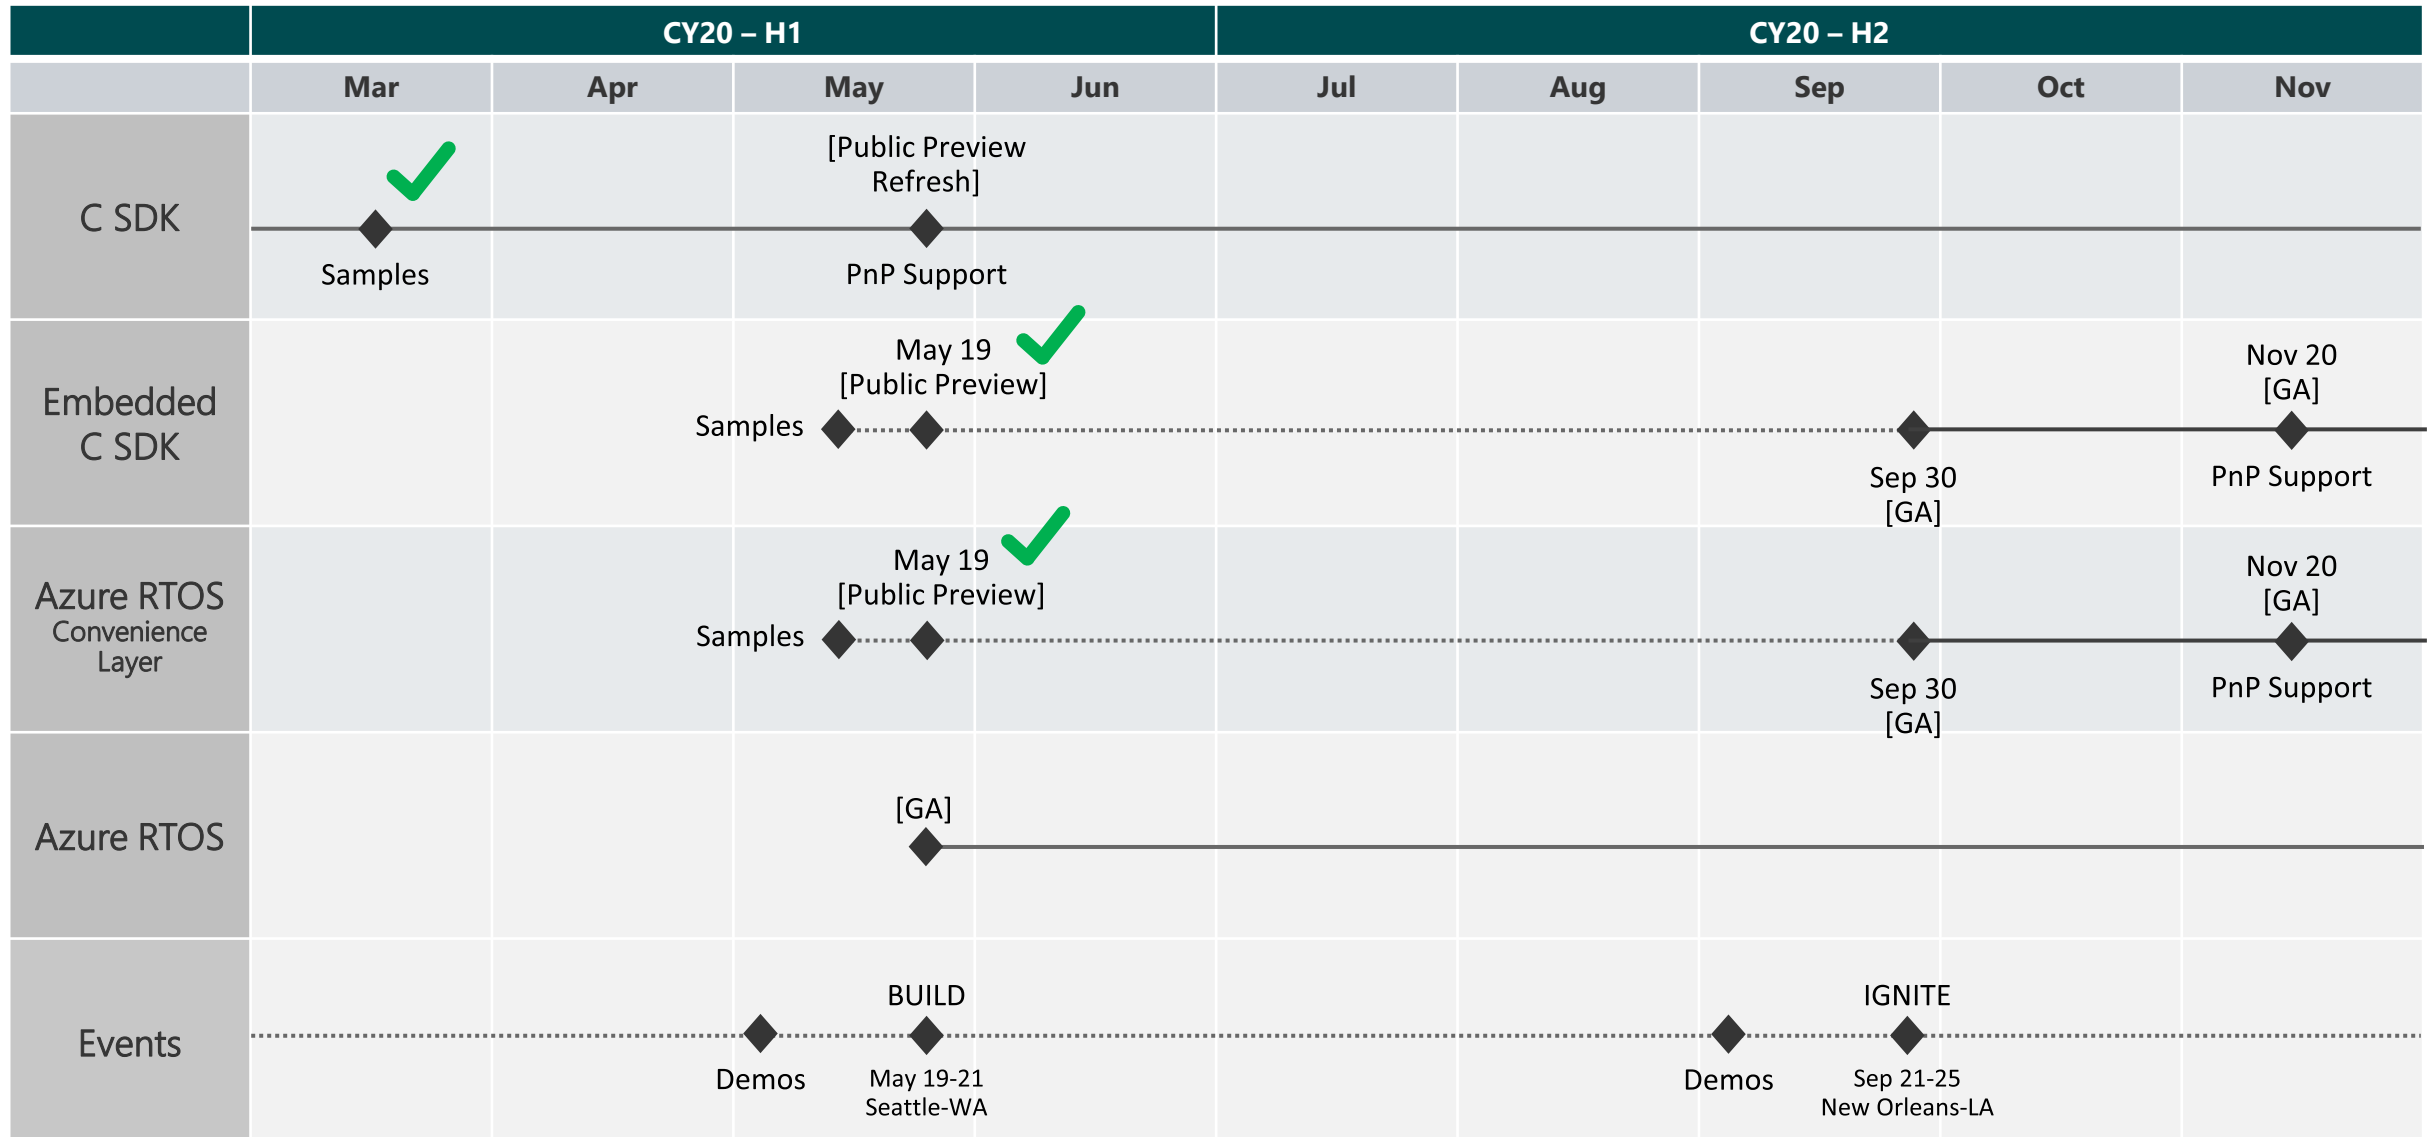 CY20 – H1
CY20 – H2
Mar
Apr
May
Jun
Jul
Aug
Sep
Oct
Nov
C SDK
[Public Preview
Refresh]
Samples
PnP Support
Embedded
C SDK
May 19
[Public Preview]
Samples
Sep 30
[GA]
Nov 20
[GA]
PnP Support
Azure RTOS
Convenience
Layer
May 19
[Public Preview]
Samples
Sep 30
[GA]
Nov 20
[GA]
PnP Support
Azure RTOS
[GA]
Events
Demos
BUILD
May 19-21
Seattle-WA
Demos
IGNITE
Sep 21-25
New Orleans-LA